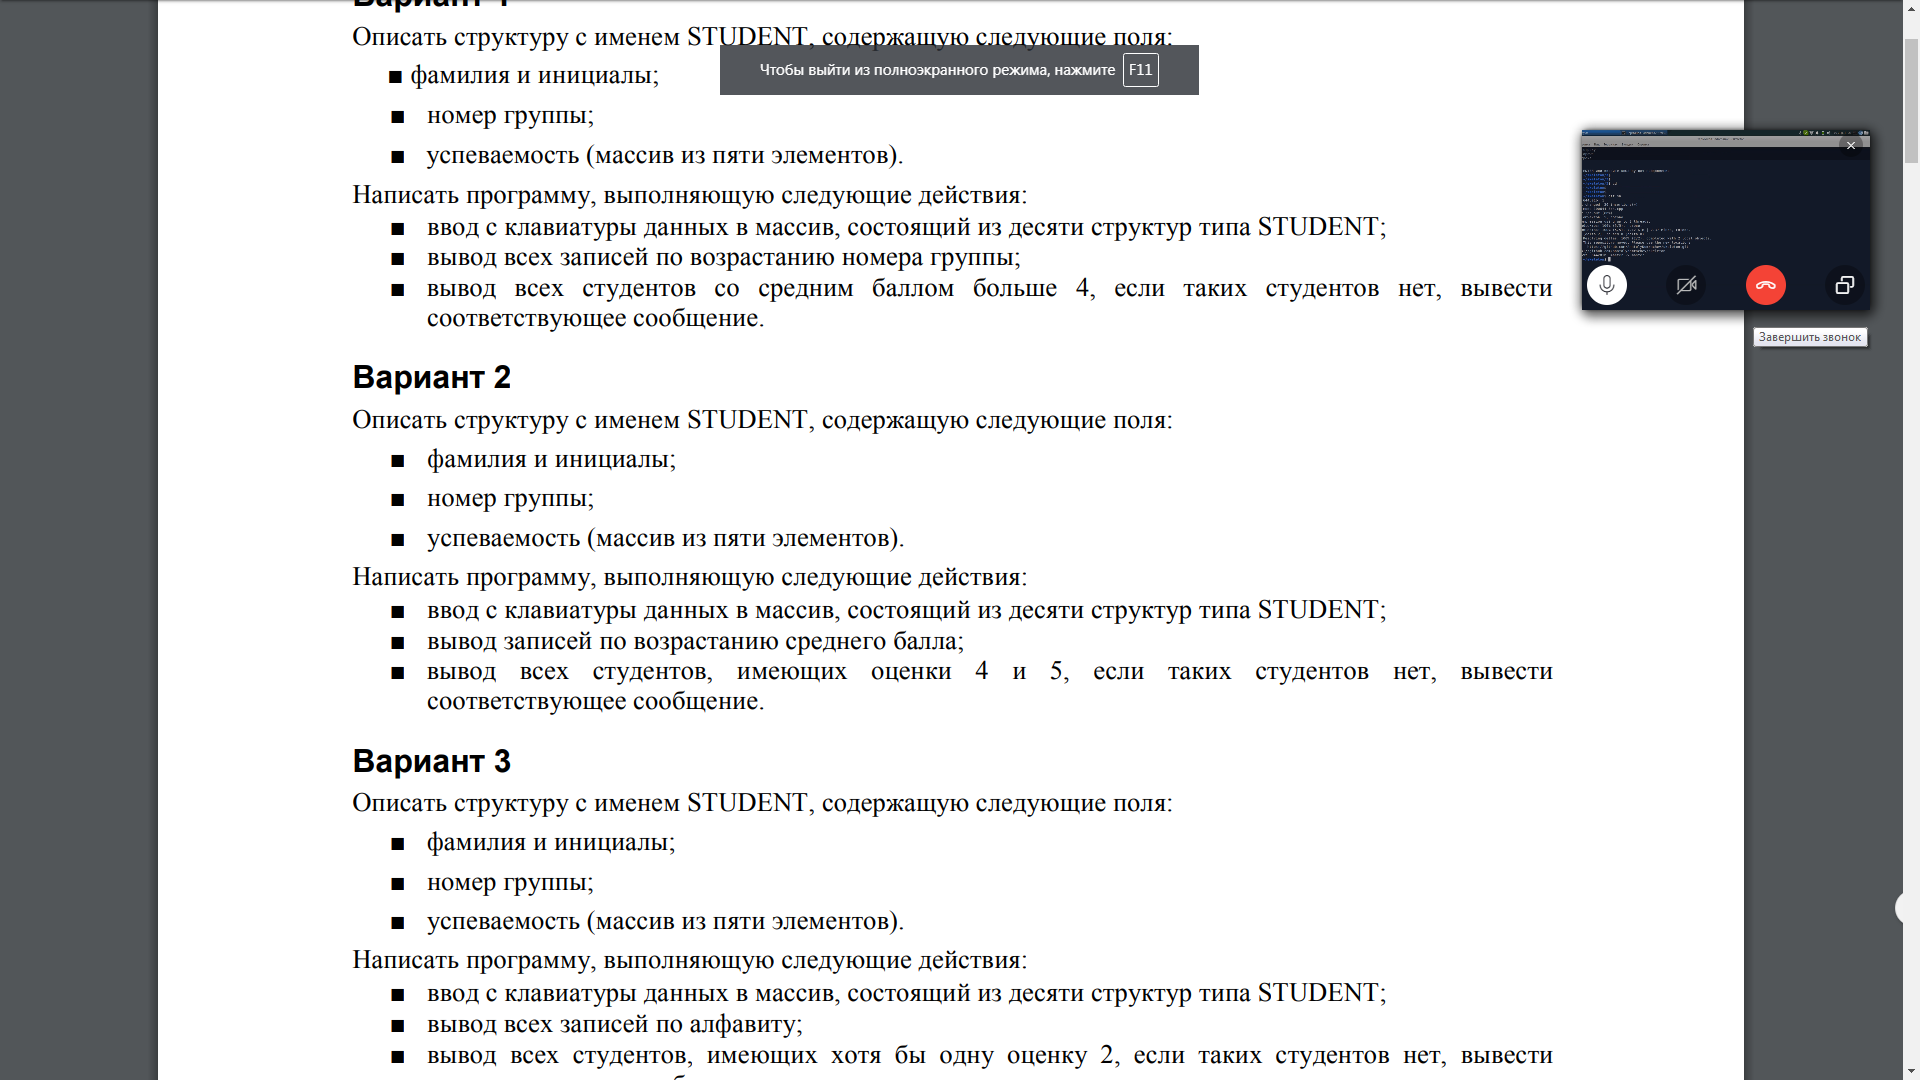 Вариант 1
Описать структуру с именем STUDENT, содержащую следующие поля:
Чтобы выйти из полноэкранного режима, нажмите F11
■ фамилия и инициалы;
■ номер группы;
■ успеваемость (массив из пяти элементов).
Написать программу, выполняющую следующие действия:
■ ввод с клавиатуры данных в массив, состоящий из десяти структур типа STUDENT;
■ вывод всех записей по возрастанию номера группы;
■ вывод всех студентов со средним баллом больше 4, если таких студентов нет, вывести
соответствующее сообщение.
Завершить звонок
Вариант 2
Описать структуру с именем STUDENT, содержащую следующие поля:
■ фамилия и инициалы;
■ номер группы;
■ успеваемость (массив из пяти элементов).
Написать программу, выполняющую следующие действия:
■ ввод с клавиатуры данных в массив, состоящий из десяти структур типа STUDENT;
■ вывод записей по возрастанию среднего балла;
■ вывод всех студентов, имеющих оценки 4 и 5, если таких студентов нет, вывести
соответствующее сообщение.
Вариант 3
Описать структуру с именем STUDENT, содержащую следующие поля:
■ фамилия и инициалы;
■ номер группы;
■ успеваемость (массив из пяти элементов).
Написать программу, выполняющую следующие действия:
■ ввод с клавиатуры данных в массив, состоящий из десяти структур типа STUDENT;
■ вывод всех записей по алфавиту;
■ вывод всех студентов, имеющих хотя бы одну оценку 2, если таких студентов нет, вывести